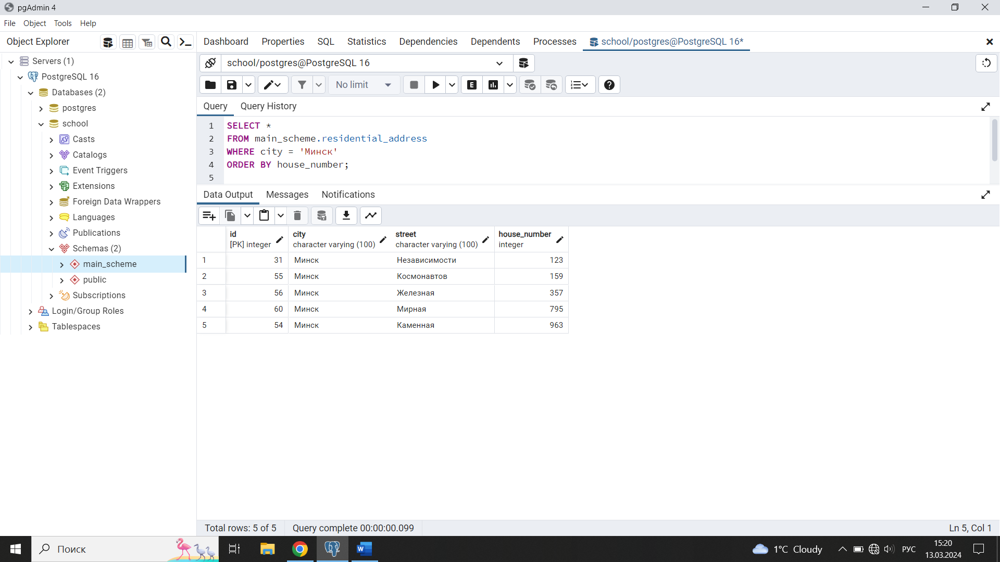 pgAdmin 4
File Object Tools Help
Object Explorer
Dashboard Properties SQL Statistics Dependencies Dependents Processes school/postgres@PostgreSQL 16*
Servers (1)
PostgreSQL 16
Databases (2)
postgres
school
Casts
Catalogs
Event Triggers
Extensions
Foreign Data Wrappers
Languages
Publications
Schemas (2)
main_scheme
public
Subscriptions
Login/Group Roles
Tablespaces
school/postgres@PostgreSQL 16
No limit
E
Query Query History
1 SELECT *
2 FROM main_scheme.residential_address
3 WHERE city = 'Минск'
4 ORDER BY house_number;
5
Data Output Messages Notifications
id city street house_number
[PK] integer character varying (100) character varying (100) integer
1 31 Минск Независимости 123
2 55 Минск Космонавтов 159
3 56 Минск Железная 357
4 60 Минск Мирная 795
5 54 Минск Каменная 963
Total rows: 5 of 5 Query complete 00:00:00.099 Ln 5, Col 1
Поиск
1°C Cloudy
РУС
15:20
13.03.2024